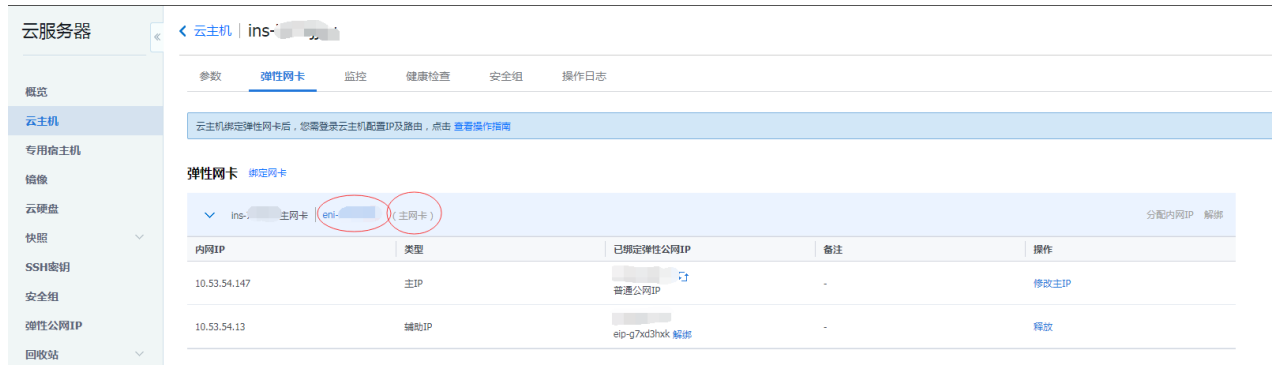 云服务器
«
云主机 | ins-
参数 弹性网卡 监控 健康检查 安全组 操作日志
概览
云主机
专用宿主机
镜像
云硬盘
快照
SSH密钥
安全组
弹性公网IP
回收站
云主机绑定弹性网卡后，您需登录云主机配置IP及路由，点击 查看操作指南
弹性网卡 绑定网卡
ins- 主网卡 | eni- (主网卡) 分配内网IP 解绑
内网IP 类型 已绑定弹性公网IP 备注 操作
10.53.54.147 主IP 普通公网IP - 修改主IP
10.53.54.13 辅助IP eip-g7xd3hxk 解绑 - 释放